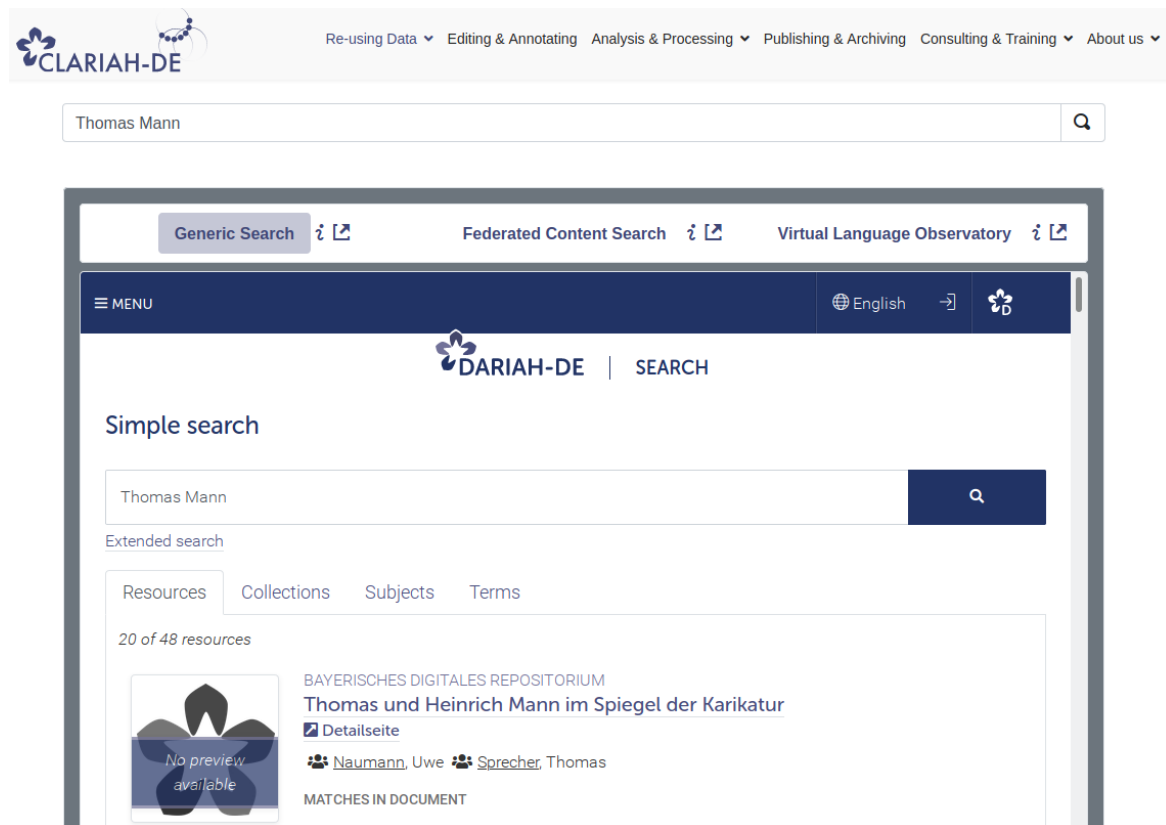 CLARIAH-DE
Re-using Data Editing & Annotating Analysis & Processing Publishing & Archiving Consulting & Training About us
Thomas Mann
Generic Search i Federated Content Search i Virtual Language Observatory i
MENU English D
DARIAH-DE | SEARCH
Simple search
Thomas Mann
Extended search
Resources Collections Subjects Terms
20 of 48 resources
BAYERISCHES DIGITALES REPOSITORIUM
Thomas und Heinrich Mann im Spiegel der Karikatur
Detailseite
No preview available
Naumann, Uwe Sprecher, Thomas
MATCHES IN DOCUMENT